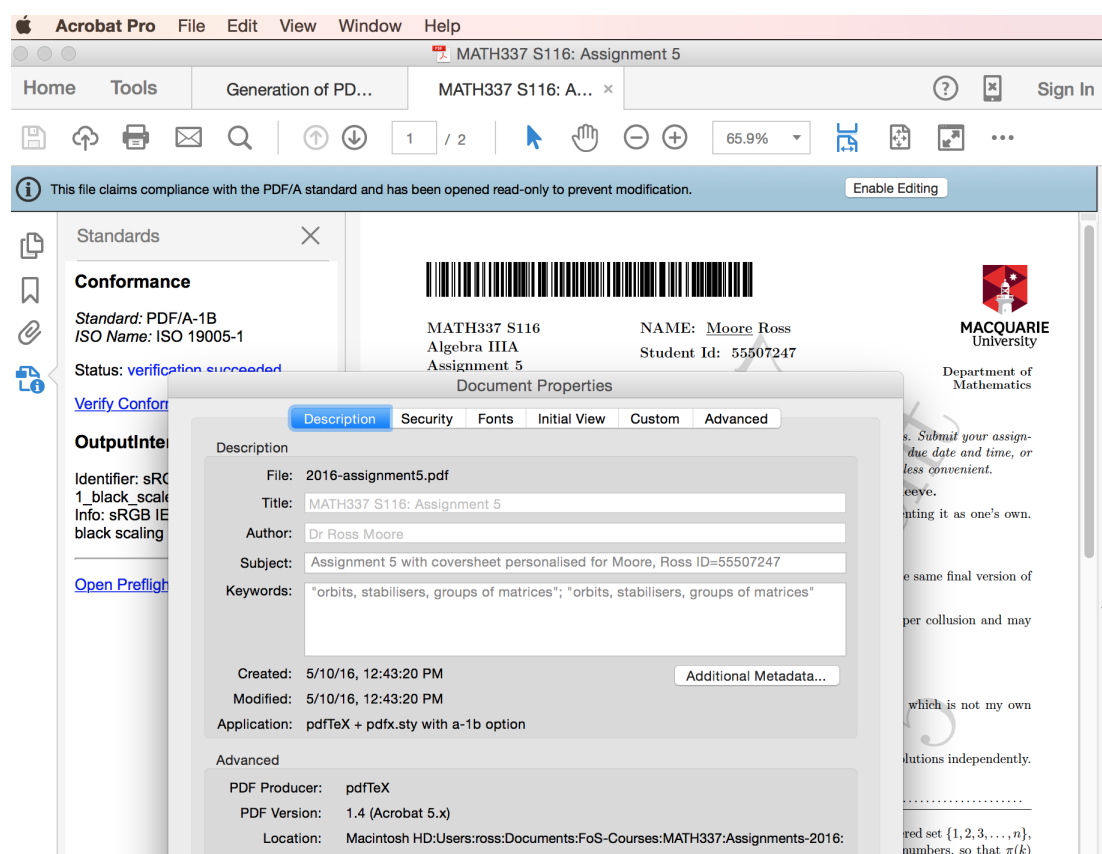 Acrobat Pro File Edit View Window Help
MATH337 S116: Assignment 5
Home Tools Generation of PD... MATH337 S116: A... × Sign In
1 / 2 65.9%
This file claims compliance with the PDF/A standard and has been opened read-only to prevent modification. Enable Editing
Standards
Conformance
Standard: PDF/A-1B
ISO Name: ISO 19005-1
Status: verification succeeded
Verify Confor
OutputInte
Identifier: sRG
1_black_scale
Info: sRGB IE
black scaling
Open Prefligh
MATH337 S116
Algebra IIIA
Assignment 5
NAME: Moore Ross
Student Id: 55507247
MACQUARIE
University
Department of
Mathematics
s. Submit your assign-
due date and time, or
less convenient.
eeve.
enting it as one's own.
e same final version of
per collusion and may
which is not my own
olutions independently.
ered set {1, 2, 3, . . . , n},
numbers, so that π(k)
Document Properties
Description Security Fonts Initial View Custom Advanced
Description
File: 2016-assignment5.pdf
Title: MATH337 S116: Assignment 5
Author: Dr Ross Moore
Subject: Assignment 5 with coversheet personalised for Moore, Ross ID=55507247
Keywords: "orbits, stabilisers, groups of matrices"; "orbits, stabilisers, groups of matrices"
Created: 5/10/16, 12:43:20 PM
Additional Metadata...
Modified: 5/10/16, 12:43:20 PM
Application: pdfTeX + pdfx.sty with a-1b option
Advanced
PDF Producer: pdfTeX
PDF Version: 1.4 (Acrobat 5.x)
Location: Macintosh HD:Users:ross:Documents:FoS-Courses:MATH337:Assignments-2016: